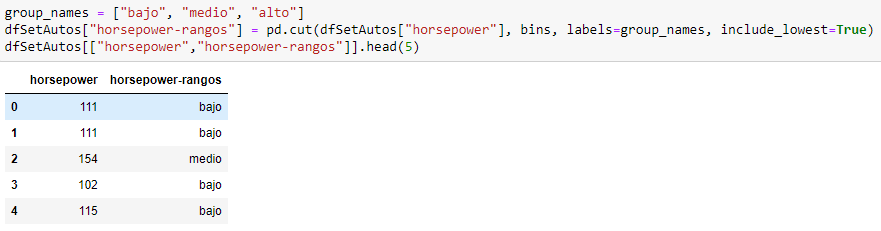 group_names = ["bajo", "medio", "alto"]
dfSetAutos["horsepower-rangos"] = pd.cut(dfSetAutos["horsepower"], bins, labels=group_names, include_lowest=True)
dfSetAutos[["horsepower","horsepower-rangos"]].head(5)
horsepower horsepower-rangos
0 111 bajo
1 111 bajo
2 154 medio
3 102 bajo
4 115 bajo